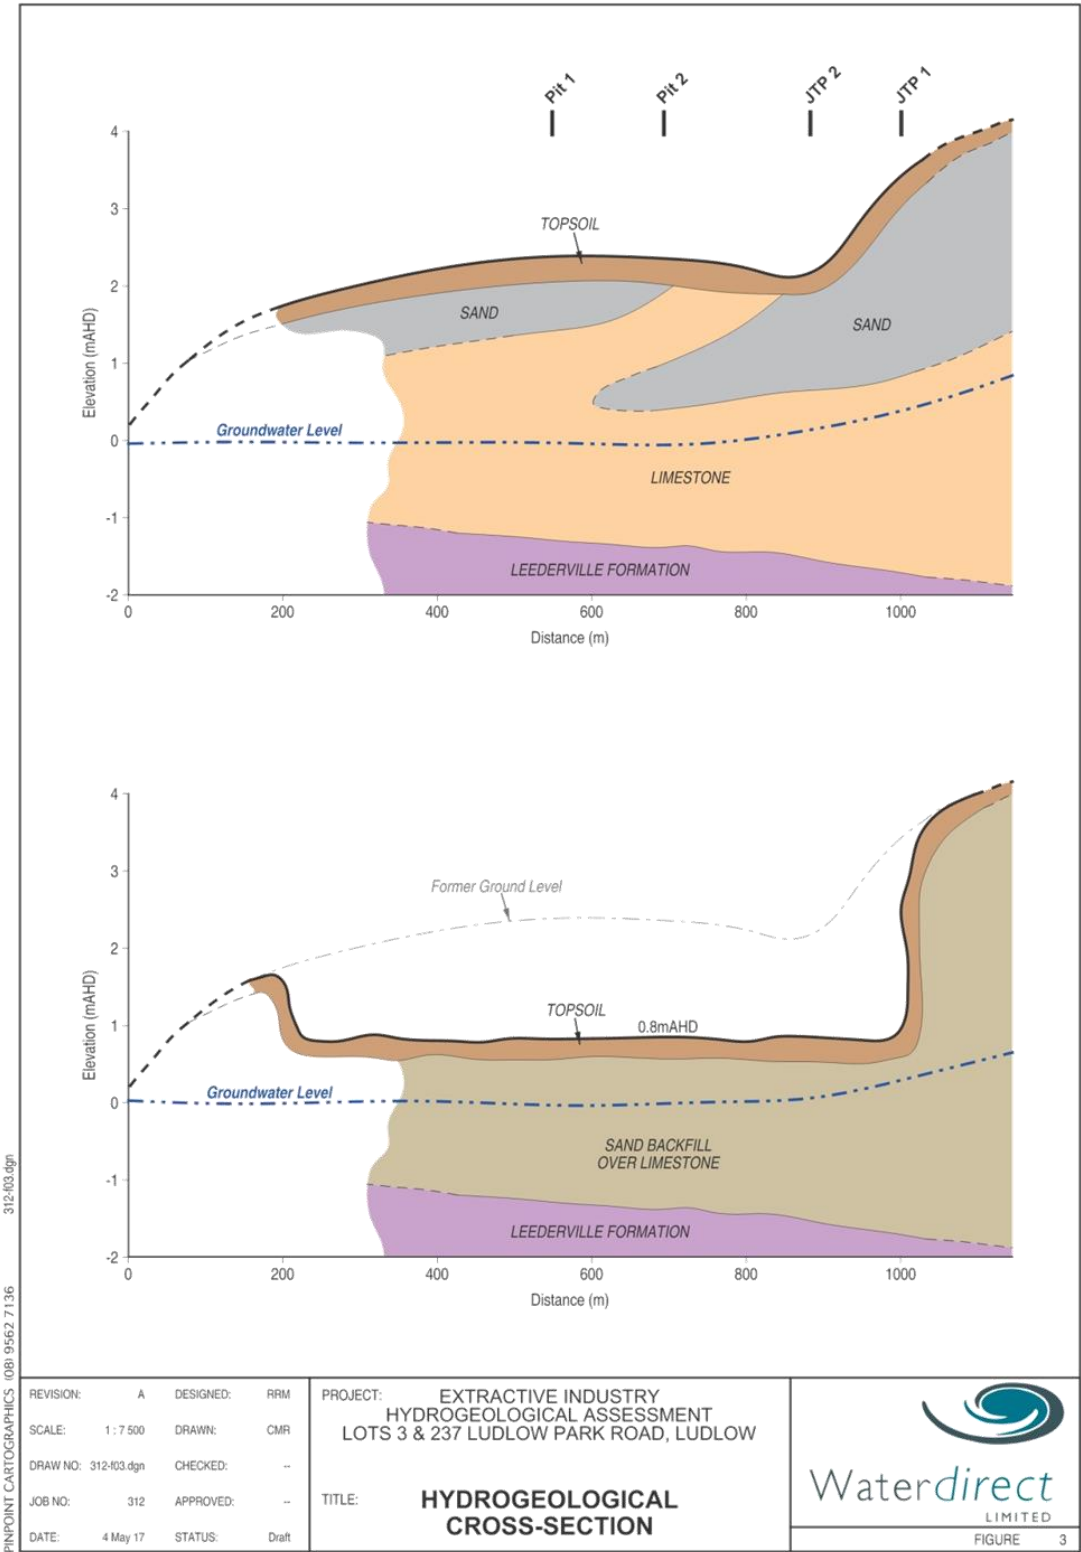 Pit 1
Pit 2
JTP 2
JTP 1
4
3
2
1
0
-1
-2
Elevation (mAHD)
TOPSOIL
SAND
SAND
Groundwater Level
LIMESTONE
LEEDERVILLE FORMATION
0
200
400
600
800
1000
Distance (m)
4
3
2
1
0
-1
-2
Elevation (mAHD)
Former Ground Level
TOPSOIL
0.8mAHD
Groundwater Level
SAND BACKFILL
OVER LIMESTONE
LEEDERVILLE FORMATION
0
200
400
600
800
1000
Distance (m)
312-f03.dgn
PINPOINT CARTOGRAPHICS (08) 9562 7136
REVISION: A DESIGNED: RRM
SCALE: 1 : 7 500 DRAWN: CMR
DRAW NO: 312-f03.dgn CHECKED: --
JOB NO: 312 APPROVED: --
DATE: 4 May 17 STATUS: Draft
PROJECT: EXTRACTIVE INDUSTRY
HYDROGEOLOGICAL ASSESSMENT
LOTS 3 & 237 LUDLOW PARK ROAD, LUDLOW
TITLE: HYDROGEOLOGICAL
CROSS-SECTION
Waterdirect
LIMITED
FIGURE 3